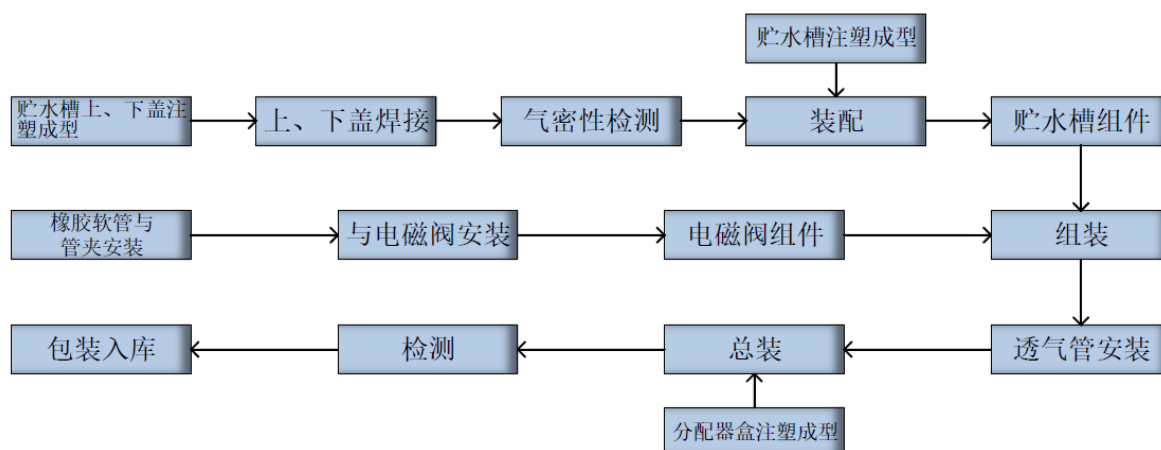 贮水槽注塑成型
贮水槽上、下盖注
塑成型
上、下盖焊接
气密性检测
装配
贮水槽组件
橡胶软管与
管夹安装
与电磁阀安装
电磁阀组件
组装
包装入库
检测
总装
透气管安装
分配器盒注塑成型